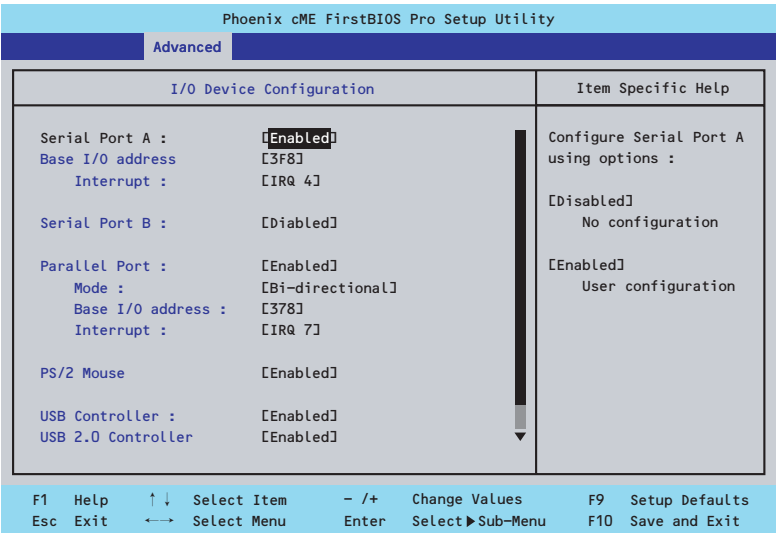 Phoenix cME FirstBIOS Pro Setup Utility
Advanced
I/O Device Configuration
Serial Port A : [Enabled]
Base I/O address [3F8]
Interrupt : [IRQ 4]
Serial Port B : [Diabled]
Parallel Port : [Enabled]
Mode : [Bi-directional]
Base I/O address : [378]
Interrupt : [IRQ 7]
PS/2 Mouse [Enabled]
USB Controller : [Enabled]
USB 2.0 Controller [Enabled]
Item Specific Help
Configure Serial Port A
using options :
[Disabled]
No configuration
[Enabled]
User configuration
F1 Help ↑↓ Select Item - /+ Change Values F9 Setup Defaults
Esc Exit ←→ Select Menu Enter Select▶Sub-Menu F10 Save and Exit